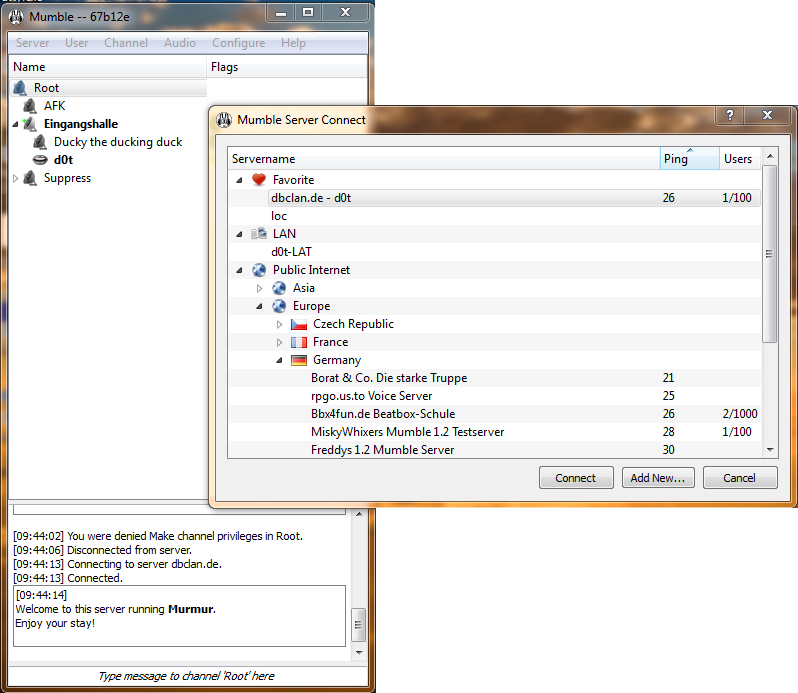 Mumble -- 67b12e
Server User Channel Audio Configure Help
Name Flags
Root
AFK
Eingangshalle
Ducky the ducking duck
d0t
Suppress
Mumble Server Connect
Servername Ping Users
Favorite
dbclan.de - d0t 26 1/100
loc
LAN
d0t-LAT
Public Internet
Asia
Europe
Czech Republic
France
Germany
Borat & Co. Die starke Truppe 21
rpgo.us.to Voice Server 25
Bbx4fun.de Beatbox-Schule 26 2/1000
MiskyWhixers Mumble 1.2 Testserver 28 1/100
Freddys 1.2 Mumble Server 30
Connect Add New... Cancel
[09:44:02] You were denied Make channel privileges in Root.
[09:44:06] Disconnected from server.
[09:44:13] Connecting to server dbclan.de.
[09:44:13] Connected.
[09:44:14]
Welcome to this server running Murmur.
Enjoy your stay!
Type message to channel 'Root' here